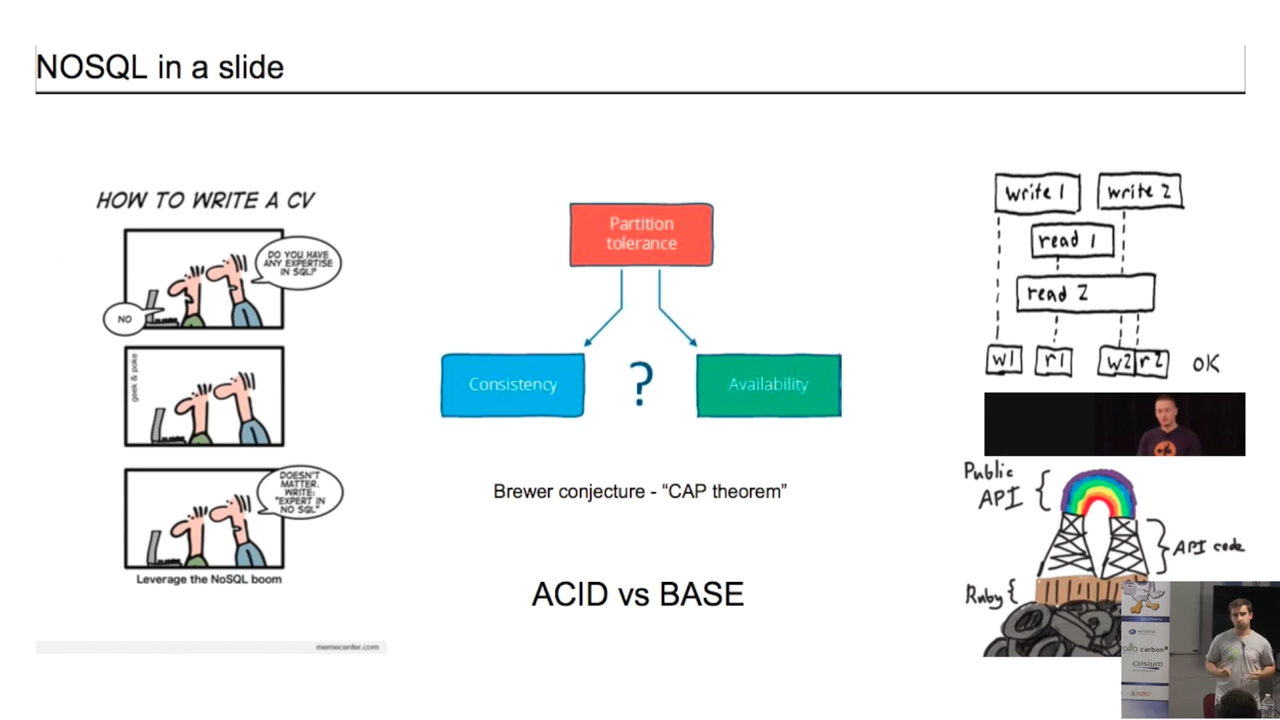 NOSQL in a slide
HOW TO WRITE A CV
DO YOU HAVE
ANY EXPERTISE
IN SQL?
NO
geek & poke
DOESN'T
MATTER.
WRITE:
"EXPERT IN
NO SQL"
Leverage the NoSQL boom
memecenter.com
Partition
tolerance
Consistency
?
Availability
Brewer conjecture - “CAP theorem”
ACID vs BASE
write 1
write 2
read 1
read 2
w1
r1
w2
r2
OK
Public
API
API code
Ruby
carbon
cosium
XWIKI